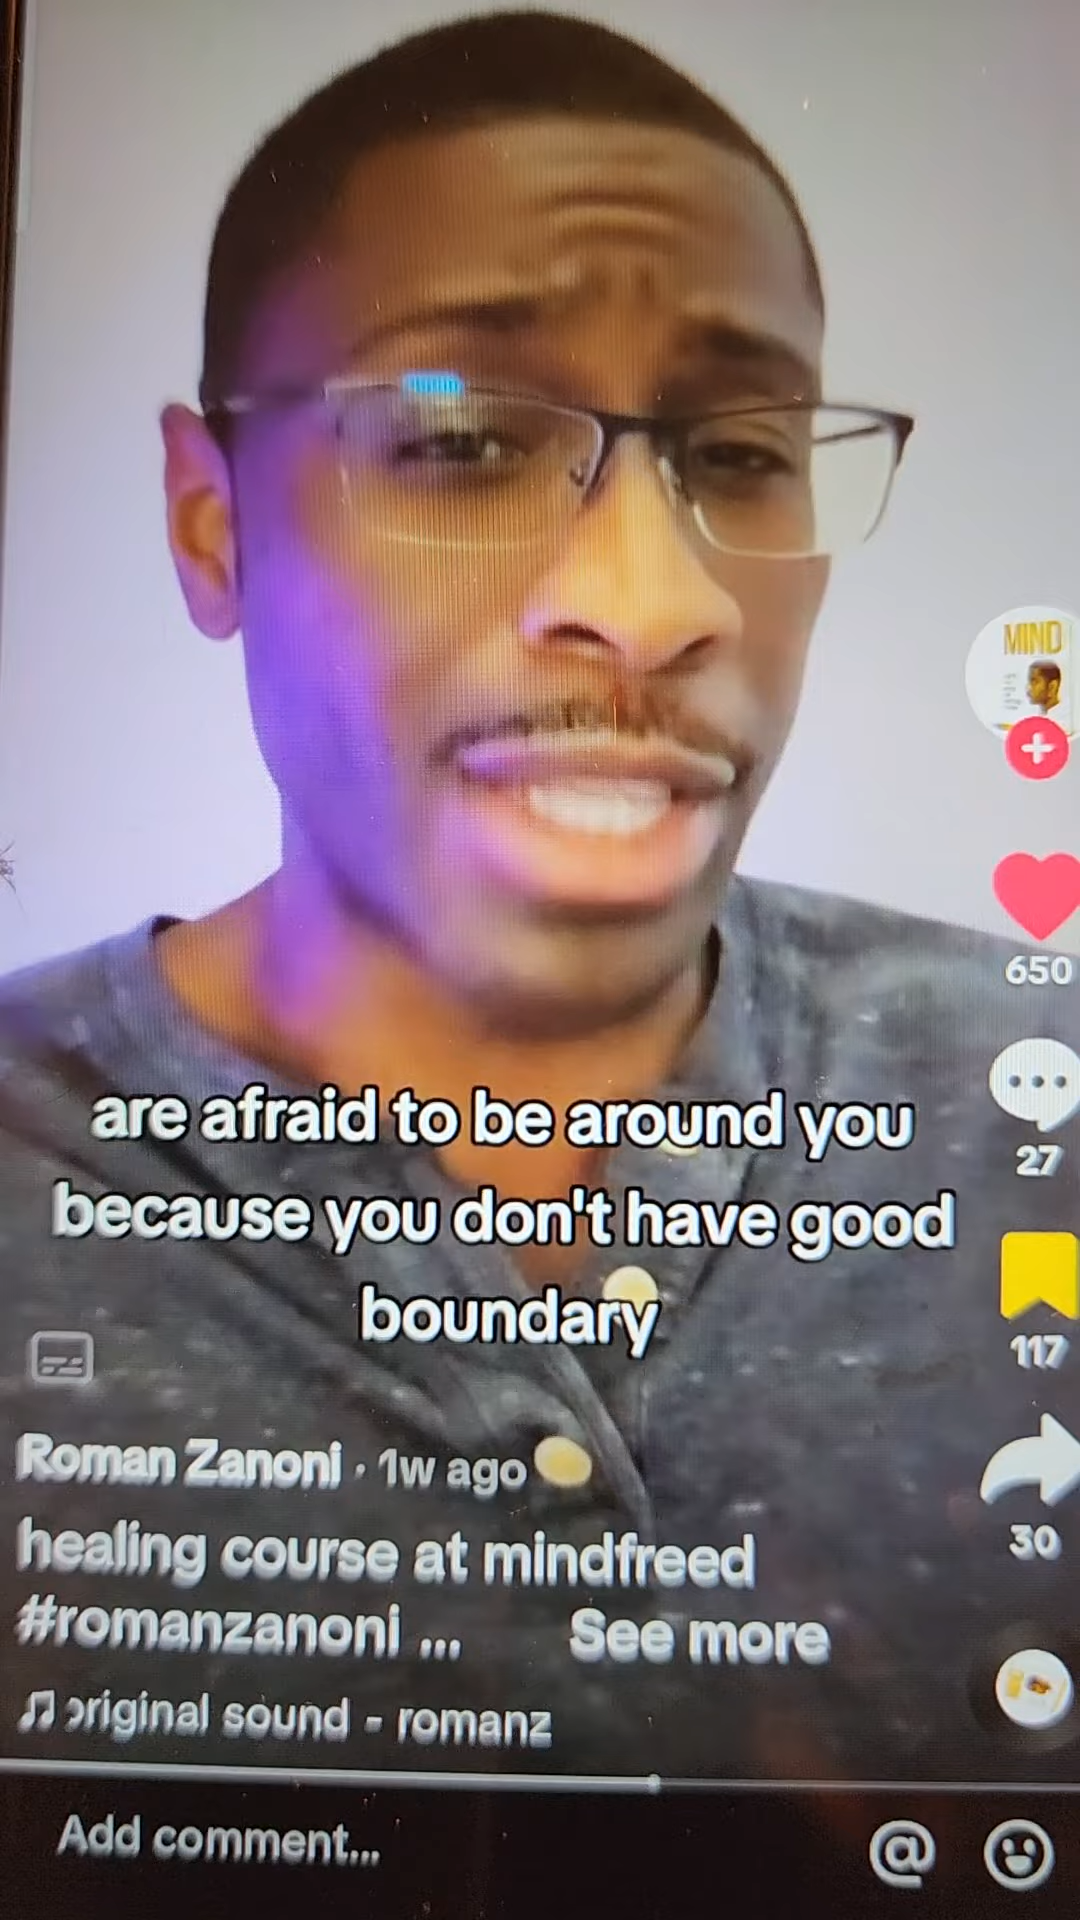 MIND
650
are afraid to be around you
27
because you don't have good
boundary
117
Roman Zanoni · 1w ago
30
healing course at mindfreed
#romanzanoni ... See more
original sound - romanz
Add comment...
@